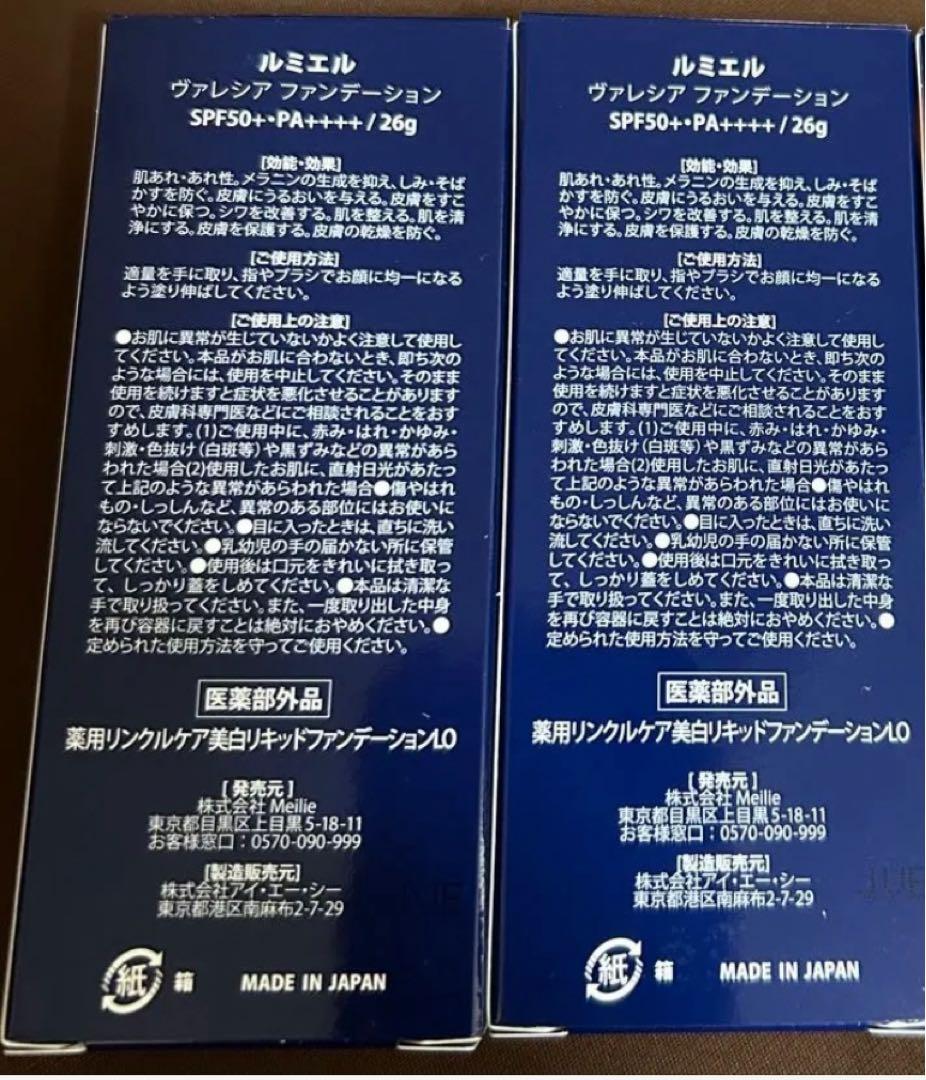 ルミエル
ヴァレシア ファンデーション
SPF50+・PA++++ / 26g
[効能・効果]
肌あれ・あれ性。メラニンの生成を抑え、しみ・そば
かすを防ぐ。皮膚にうるおいを与える。皮膚をすこ
やかに保つ。シワを改善する。肌を整える。肌を清
浄にする。皮膚を保護する。皮膚の乾燥を防ぐ。
[ご使用方法]
適量を手に取り、指やブラシでお顔に均一になる
よう塗り伸ばしてください。
[ご使用上の注意]
●お肌に異常が生じていないかよく注意して使用し
てください。本品がお肌に合わないとき、即ち次の
ような場合には、使用を中止してください。そのまま
使用を続けますと症状を悪化させることがあります
ので、皮膚科専門医などにご相談されることをおす
すめします。(1)ご使用中に、赤み・はれ・かゆみ・
刺激・色抜け(白斑等)や黒ずみなどの異常があら
われた場合(2)使用したお肌に、直射日光があたっ
て上記のような異常があらわれた場合●傷やはれ
もの・しっしんなど、異常のある部位にはお使いに
ならないでください。●目に入ったときは、直ちに洗い
流してください。●乳幼児の手の届かない所に保管
してください。●使用後は口元をきれいに拭き取っ
て、しっかり蓋をしめてください。●本品は清潔な
手で取り扱ってください。また、一度取り出した中身
を再び容器に戻すことは絶対におやめください。●
定められた使用方法を守ってご使用ください。
医薬部外品
薬用リンクルケア美白リキッドファンデーションLO
[発売元]
株式会社 Meilie
東京都目黒区上目黒 5-18-11
お客様窓口：0570-090-999
[製造販売元]
株式会社アイ・エー・シー
東京都港区南麻布2-7-29
紙 箱 MADE IN JAPAN
ルミエル
ヴァレシア ファンデーション
SPF50+・PA++++ / 26g
[効能・効果]
肌あれ・あれ性。メラニンの生成を抑え、しみ・そば
かすを防ぐ。皮膚にうるおいを与える。皮膚をすこ
やかに保つ。シワを改善する。肌を整える。肌を清
浄にする。皮膚を保護する。皮膚の乾燥を防ぐ。
[ご使用方法]
適量を手に取り、指やブラシでお顔に均一になる
よう塗り伸ばしてください。
[ご使用上の注意]
●お肌に異常が生じていないかよく注意して使用し
てください。本品がお肌に合わないとき、即ち次の
ような場合には、使用を中止してください。そのまま
使用を続けますと症状を悪化させることがあります
ので、皮膚科専門医などにご相談されることをおす
すめします。(1)ご使用中に、赤み・はれ・かゆみ・
刺激・色抜け(白斑等)や黒ずみなどの異常があら
われた場合(2)使用したお肌に、直射日光があたっ
て上記のような異常があらわれた場合●傷やはれ
もの・しっしんなど、異常のある部位にはお使いに
ならないでください。●目に入ったときは、直ちに洗い
流してください。●乳幼児の手の届かない所に保管
してください。●使用後は口元をきれいに拭き取っ
て、しっかり蓋をしめてください。●本品は清潔な
手で取り扱ってください。また、一度取り出した中身
を再び容器に戻すことは絶対におやめください。●
定められた使用方法を守ってご使用ください。
医薬部外品
薬用リンクルケア美白リキッドファンデーションLO
[発売元]
株式会社 Meilie
東京都目黒区上目黒 5-18-11
お客様窓口：0570-090-999
[製造販売元]
株式会社アイ・エー・シー
東京都港区南麻布2-7-29
紙 箱 MADE IN JAPAN